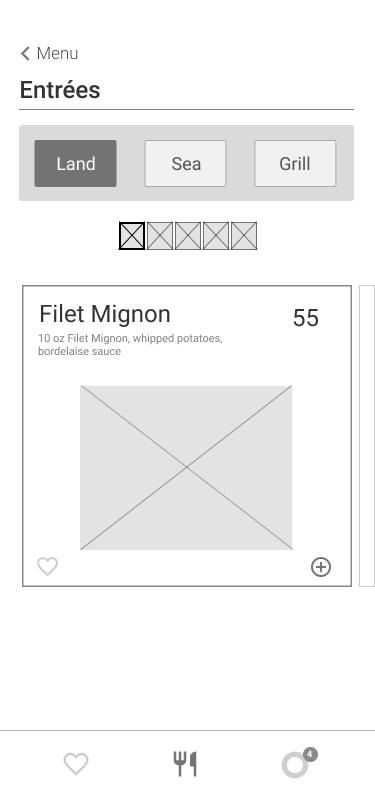 Menu
Entrées
Land
Sea
Grill
Filet Mignon
55
10 oz Filet Mignon, whipped potatoes,
bordelaise sauce
4